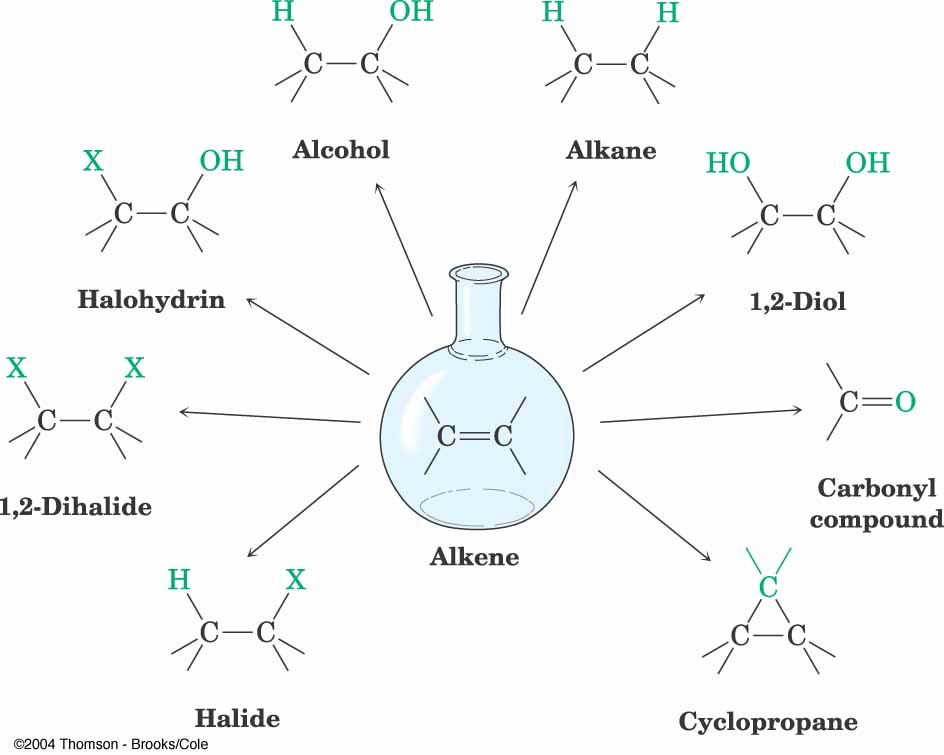 H OH
C—C
Alcohol
H H
C—C
Alkane
X OH
C—C
Halohydrin
HO OH
C—C
1,2-Diol
X X
C—C
1,2-Dihalide
C=C
Alkene
C=O
Carbonyl
compound
H X
C—C
Halide
C
C—C
Cyclopropane
©2004 Thomson - Brooks/Cole